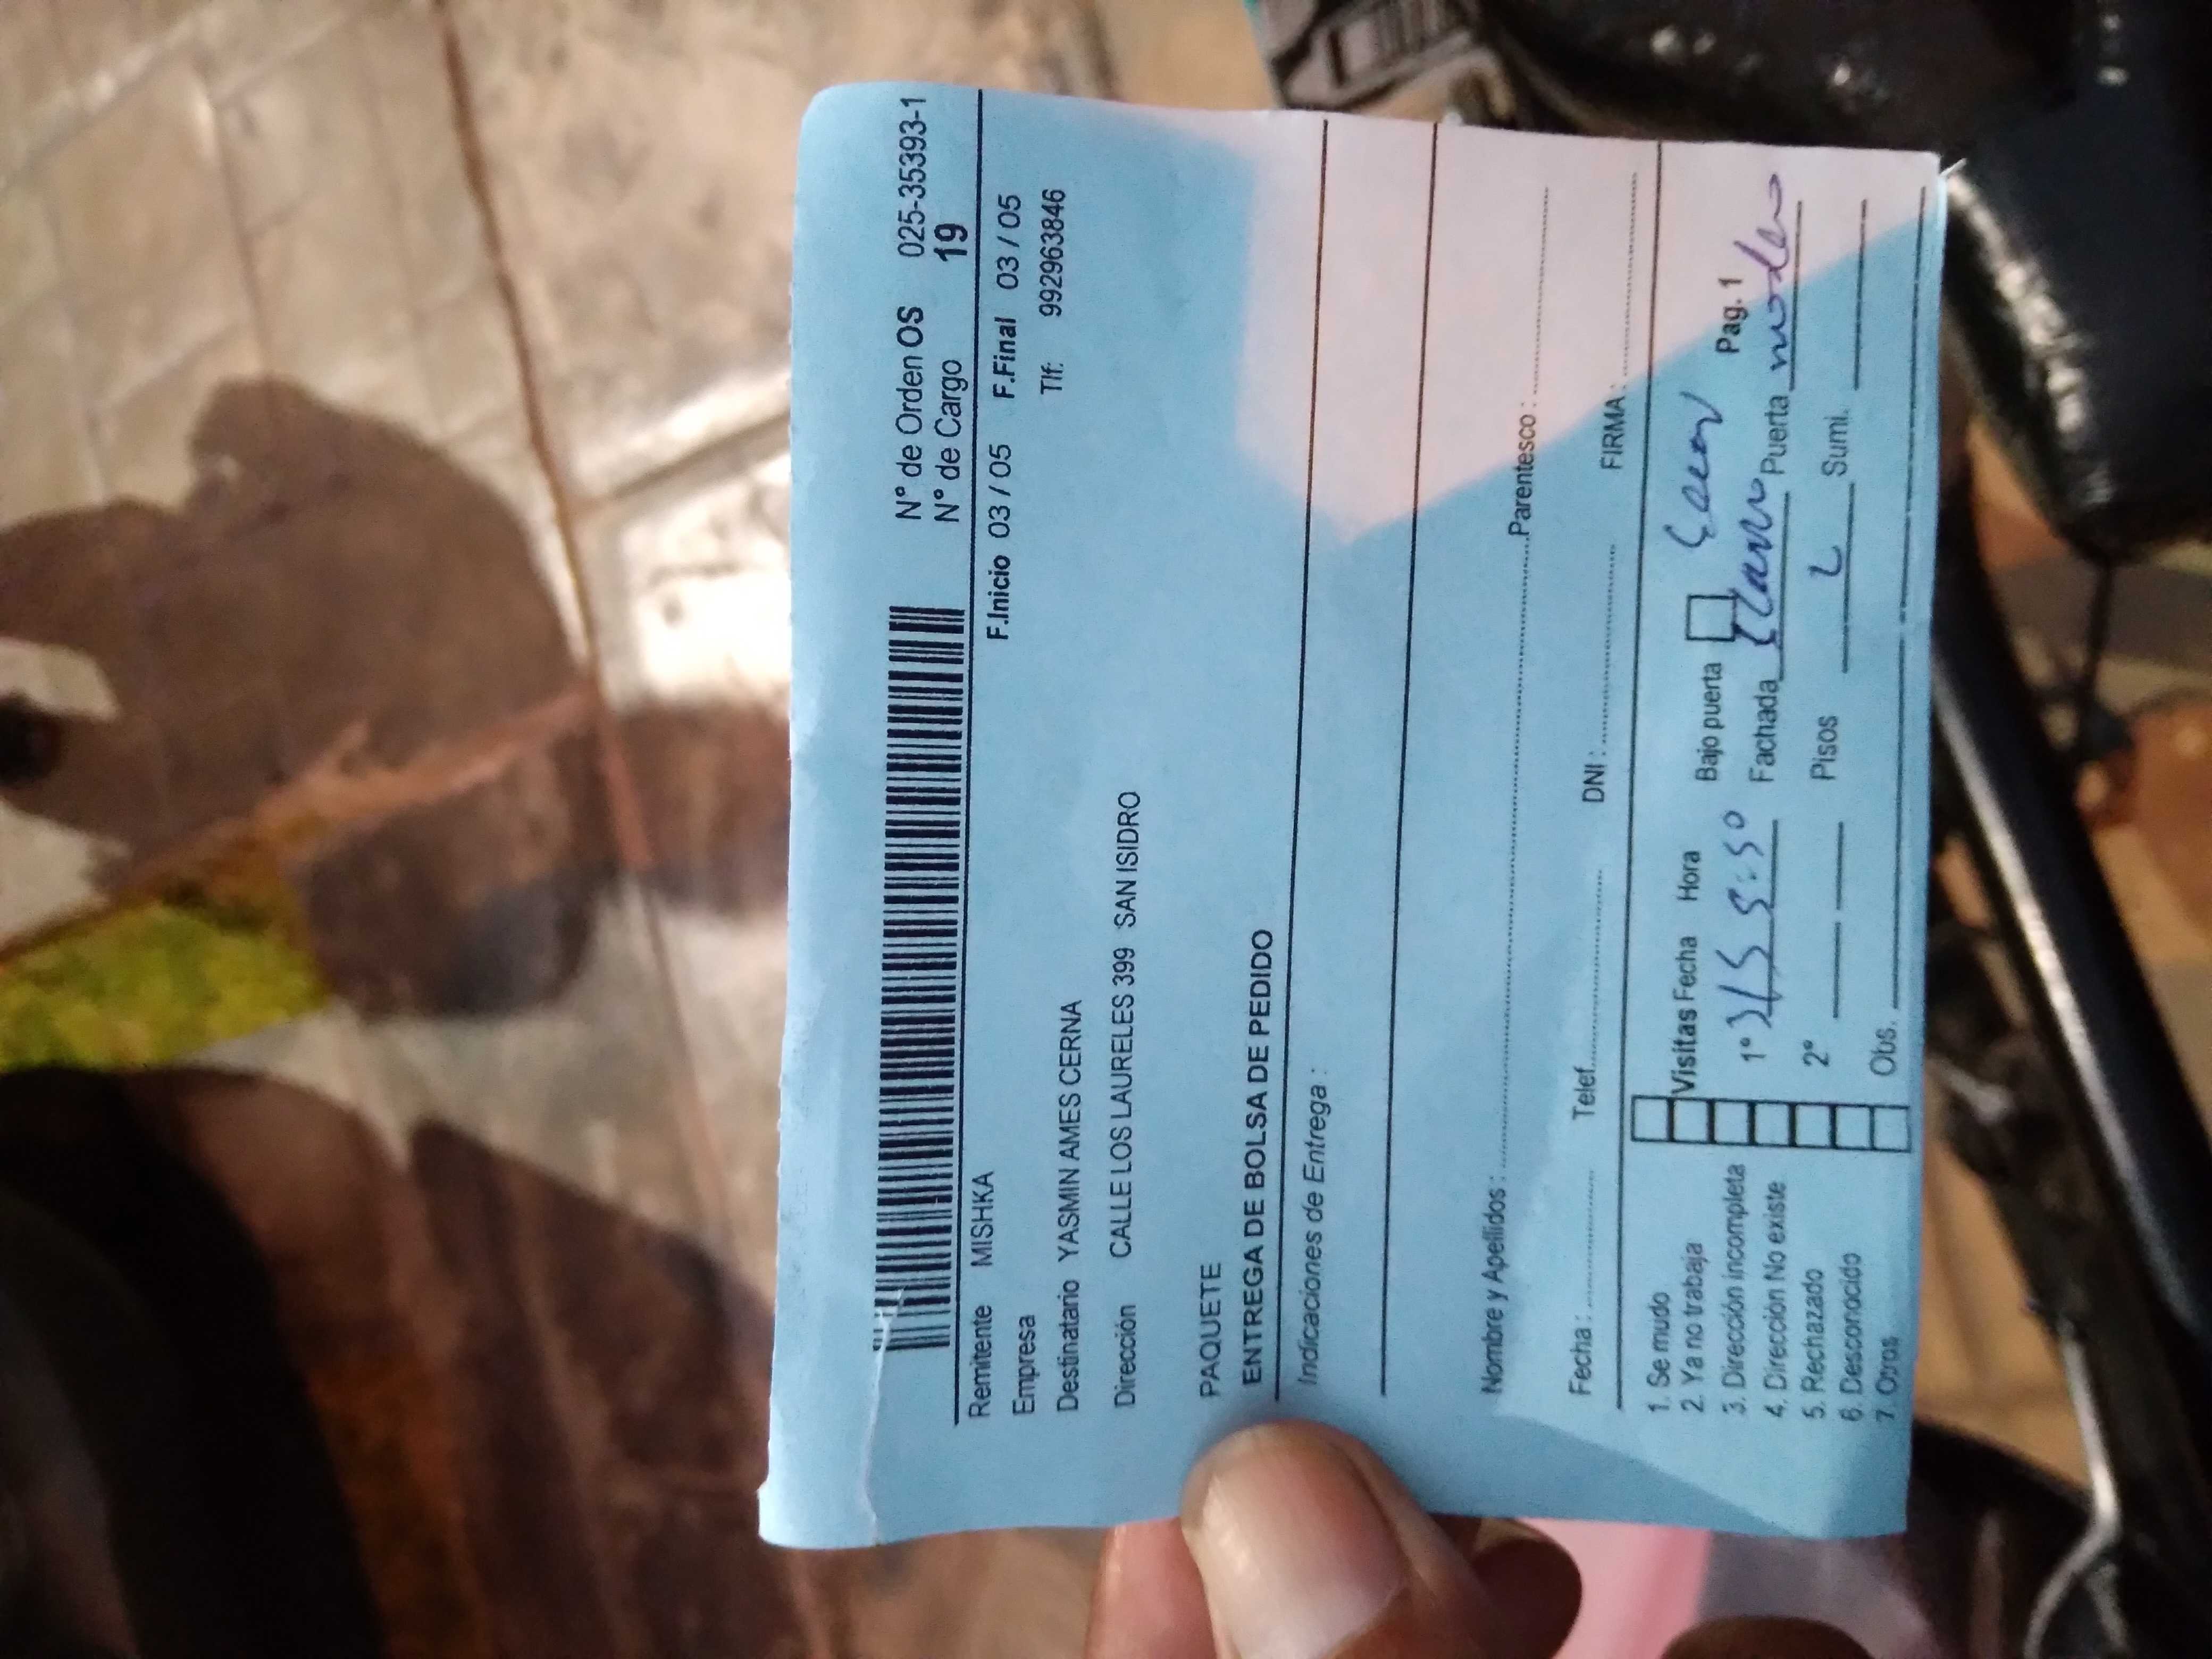 N° de Orden OS 025-35393-1
N° de Cargo 19
Remitente MISHKA F.Inicio 03 / 05 F.Final 03 / 05
Empresa Tlf: 992963846
Destinatario YASMIN AMES CERNA
Dirección CALLE LOS LAURELES 399 SAN ISIDRO
PAQUETE
ENTREGA DE BOLSA DE PEDIDO
Indicaciones de Entrega :
Nombre y Apellidos : Parentesco :
Fecha : Telef. DNI : FIRMA :
1. Se mudo
2. Ya no trabaja Visitas Fecha Hora Bajo puerta Pag. 1
3. Dirección incompleta 1° Fachada Puerta
4. Dirección No existe
5. Rechazado 2° Pisos 2 Sumi.
6. Desconocido
7. Otros Obs.